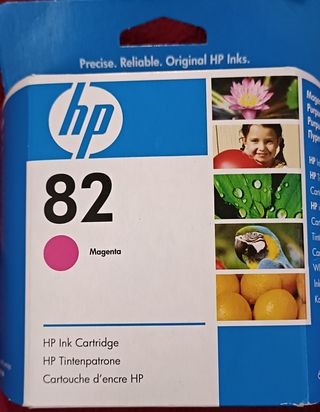 Precise. Reliable. Original HP Inks.
hp
82
Magenta
HP Ink Cartridge
HP Tintenpatrone
Cartouche d'encre HP